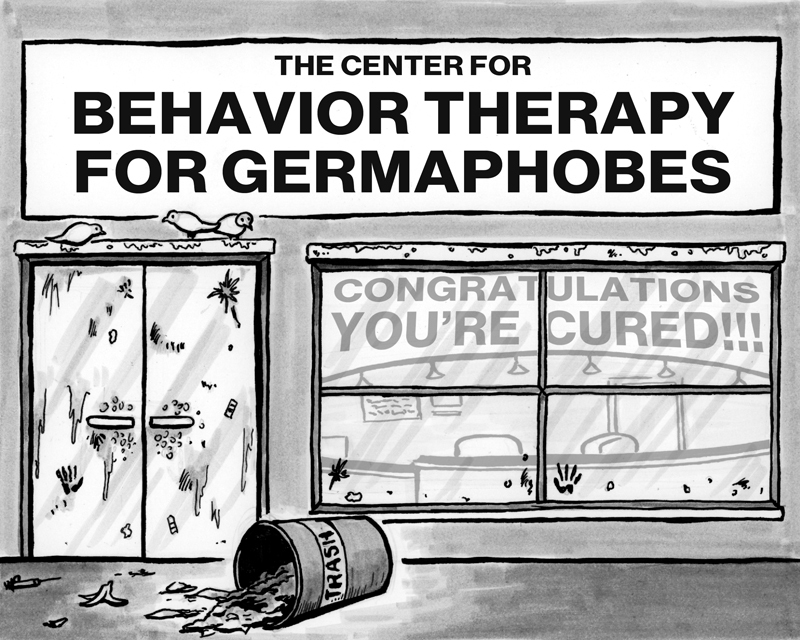 THE CENTER FOR
BEHAVIOR THERAPY
FOR GERMAPHOBES
CONGRATULATIONS
YOU'RE CURED!!!
TRASH